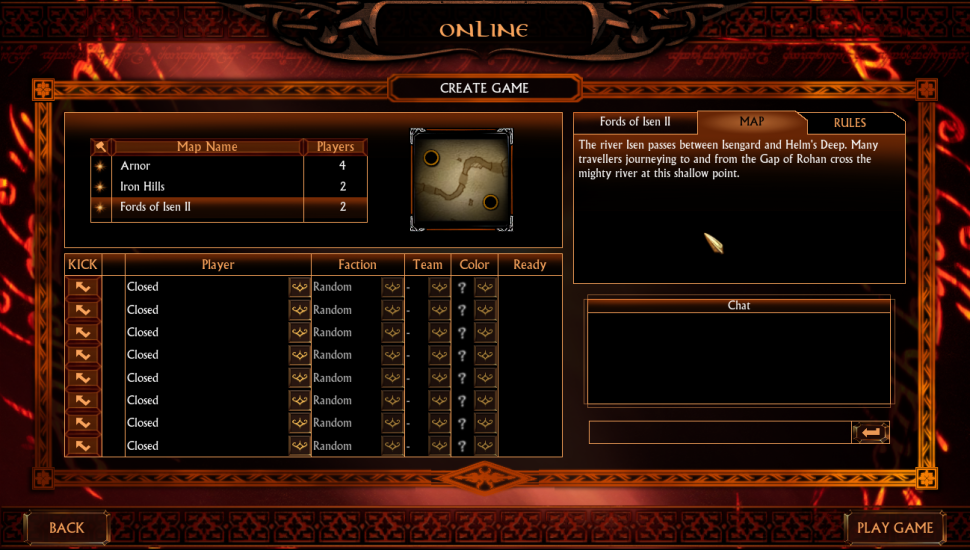 ONLINE
CREATE GAME
Map Name Players
Arnor 4
Iron Hills 2
Fords of Isen II 2
Fords of Isen II MAP RULES
The river Isen passes between Isengard and Helm's Deep. Many
travellers journeying to and from the Gap of Rohan cross the
mighty river at this shallow point.
KICK Player Faction Team Color Ready
Closed Random - ?
Closed Random - ?
Closed Random - ?
Closed Random - ?
Closed Random - ?
Closed Random - ?
Closed Random - ?
Closed Random - ?
Chat
BACK PLAY GAME